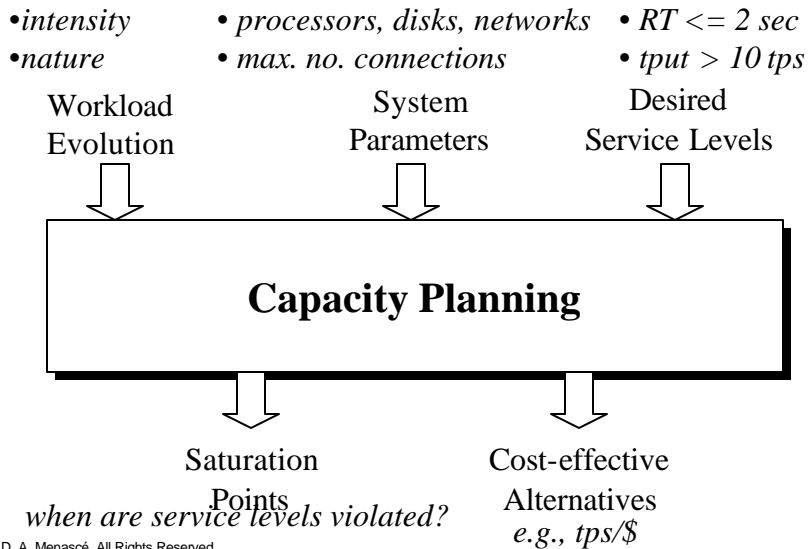 •intensity
•nature
• processors, disks, networks
• max. no. connections
• RT <= 2 sec
• tput > 10 tps
Workload
Evolution
System
Parameters
Desired
Service Levels
Capacity Planning
Saturation
Points
when are service levels violated?
Cost-effective
Alternatives
e.g., tps/$
D. A. Menascé. All Rights Reserved.